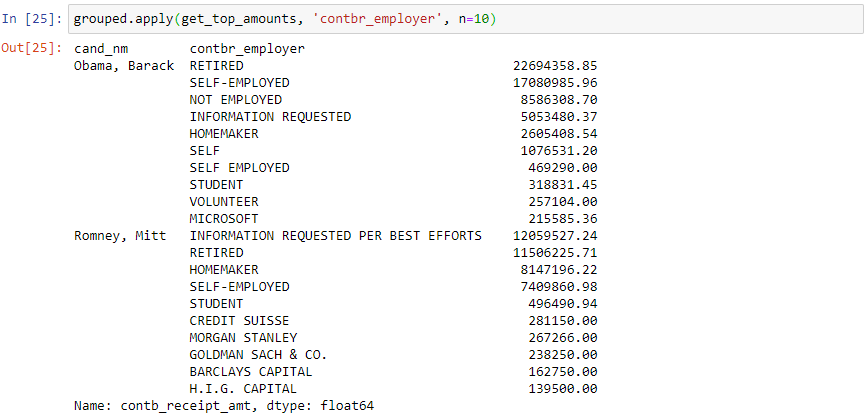 In [25]: grouped.apply(get_top_amounts, 'contbr_employer', n=10)
Out[25]: cand_nm contbr_employer
Obama, Barack RETIRED 22694358.85
SELF-EMPLOYED 17080985.96
NOT EMPLOYED 8586308.70
INFORMATION REQUESTED 5053480.37
HOMEMAKER 2605408.54
SELF 1076531.20
SELF EMPLOYED 469290.00
STUDENT 318831.45
VOLUNTEER 257104.00
MICROSOFT 215585.36
Romney, Mitt INFORMATION REQUESTED PER BEST EFFORTS 12059527.24
RETIRED 11506225.71
HOMEMAKER 8147196.22
SELF-EMPLOYED 7409860.98
STUDENT 496490.94
CREDIT SUISSE 281150.00
MORGAN STANLEY 267266.00
GOLDMAN SACH & CO. 238250.00
BARCLAYS CAPITAL 162750.00
H.I.G. CAPITAL 139500.00
Name: contb_receipt_amt, dtype: float64